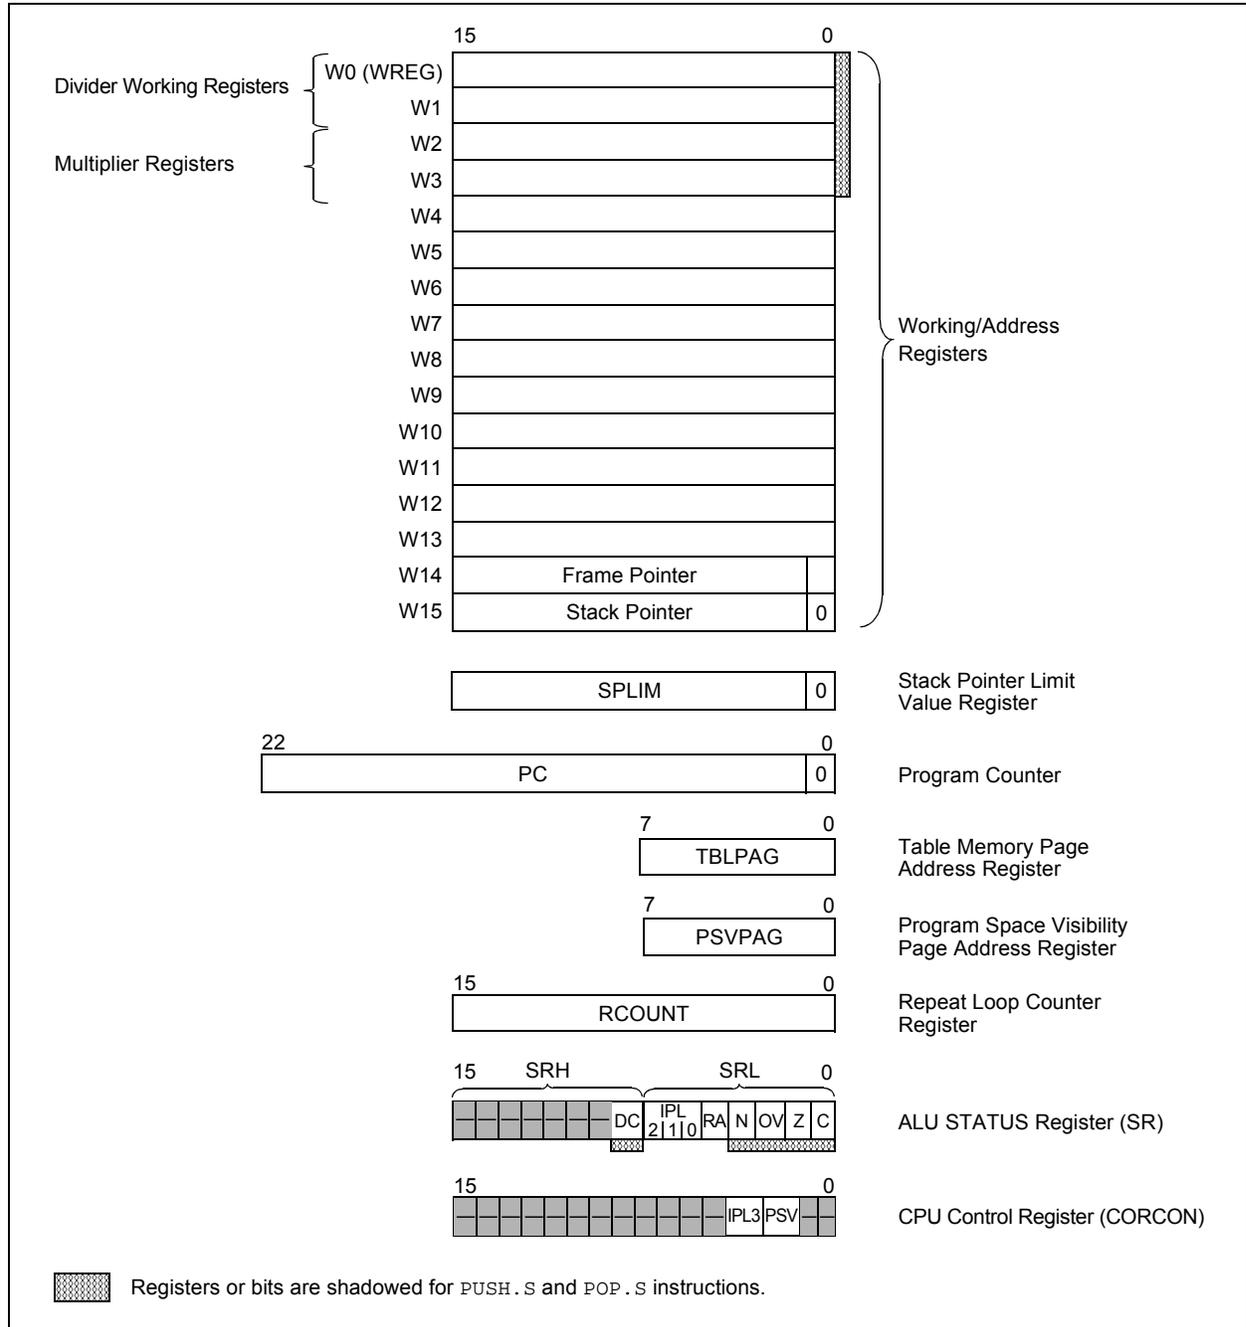 15 0
Divider Working Registers
W0 (WREG)
W1
Multiplier Registers
W2
W3
W4
W5
W6
W7
Working/Address
Registers
W8
W9
W10
W11
W12
W13
W14 Frame Pointer
W15 Stack Pointer 0
SPLIM 0
Stack Pointer Limit
Value Register
22 0
PC 0
Program Counter
7 0
TBLPAG
Table Memory Page
Address Register
7 0
PSVPAG
Program Space Visibility
Page Address Register
15 0
RCOUNT
Repeat Loop Counter
Register
15 SRH SRL 0
— — — — — — — DC IPL 2 1 0 RA N OV Z C
ALU STATUS Register (SR)
15 0
— — — — — — — — — — — — IPL3 PSV — —
CPU Control Register (CORCON)
Registers or bits are shadowed for PUSH.S and POP.S instructions.